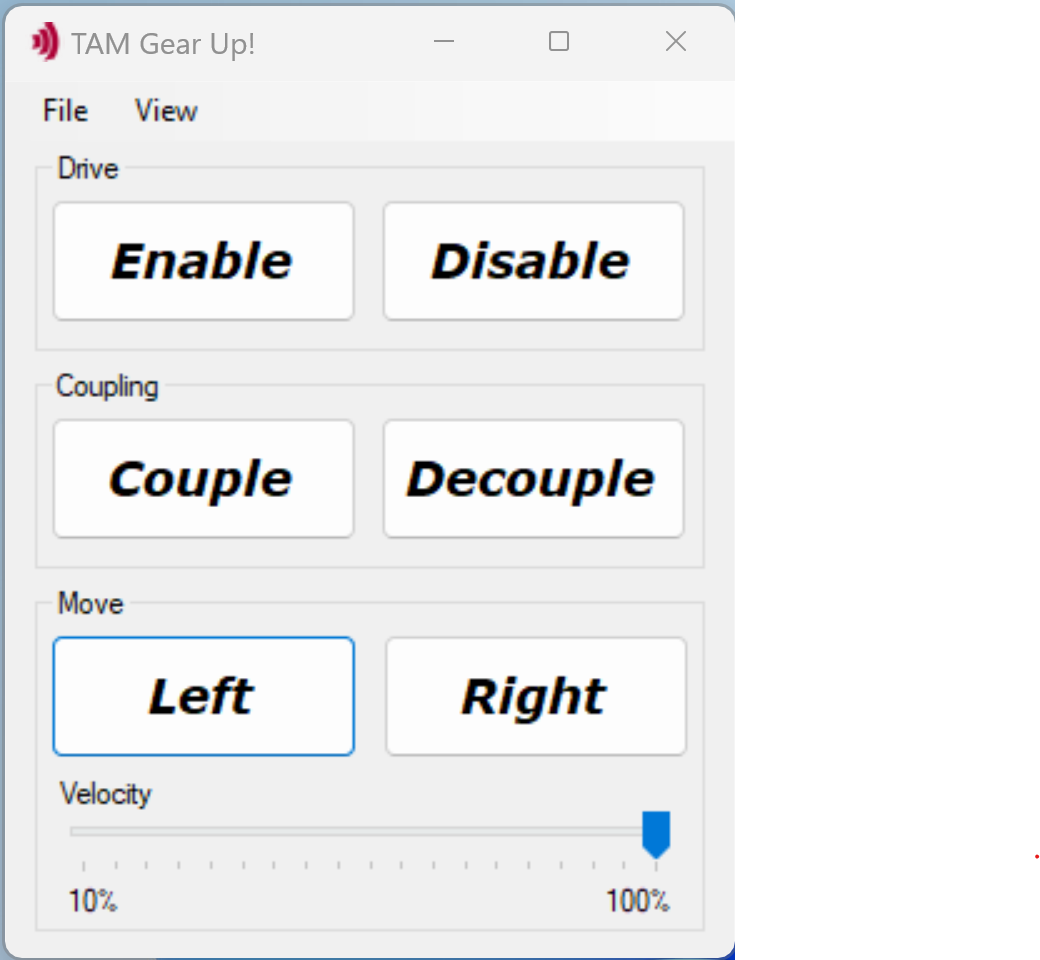 TAM Gear Up!
File View
Drive
Enable Disable
Coupling
Couple Decouple
Move
Left Right
Velocity
10% 100%